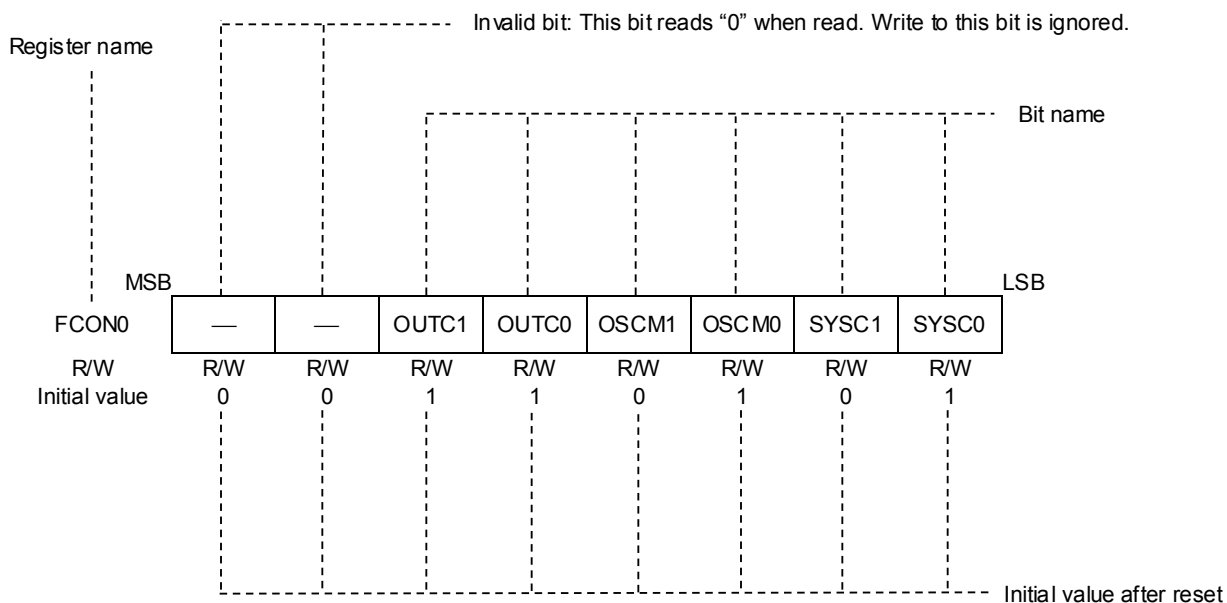 Invalid bit: This bit reads “0” when read. Write to this bit is ignored.
Register name
Bit name
MSB LSB
FCON0 — — OUTC1 OUTC0 OSCM1 OSCM0 SYSC1 SYSC0
R/W R/W R/W R/W R/W R/W R/W R/W R/W
Initial value 0 0 1 1 0 1 0 1
Initial value after reset